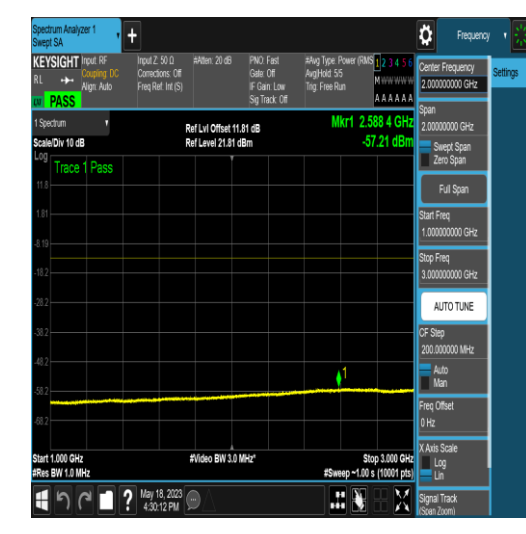 Spectrum Analyzer 1
Swept SA
Frequency
KEYSIGHT
RL
LXI
PASS
Input: RF
Coupling: DC
Align: Auto
Input Z: 50 Ω
Corrections: Off
Freq Ref: Int (S)
#Atten: 20 dB
PNO: Fast
Gate: Off
IF Gain: Low
Sig Track: Off
#Avg Type: Power (RMS
Avg|Hold: 5/5
Trig: Free Run
1 2 3 4 5 6
M W W W W W
A A A A A A
1 Spectrum
Scale/Div 10 dB
Ref Lvl Offset 11.81 dB
Ref Level 21.81 dBm
Mkr1 2.588 4 GHz
-57.21 dBm
Log
Trace 1 Pass
11.8
1.81
-8.19
-18.2
-28.2
-38.2
-48.2
-58.2
-68.2
1
Start 1.000 GHz
#Res BW 1.0 MHz
#Video BW 3.0 MHz*
Stop 3.000 GHz
#Sweep ~1.00 s (10001 pts)
?
May 18, 2023
4:30:12 PM
Center Frequency
2.000000000 GHz
Span
2.00000000 GHz
Swept Span
Zero Span
Full Span
Start Freq
1.000000000 GHz
Stop Freq
3.000000000 GHz
AUTO TUNE
CF Step
200.000000 MHz
Auto
Man
Freq Offset
0 Hz
X Axis Scale
Log
Lin
Signal Track
(Span Zoom)
Settings